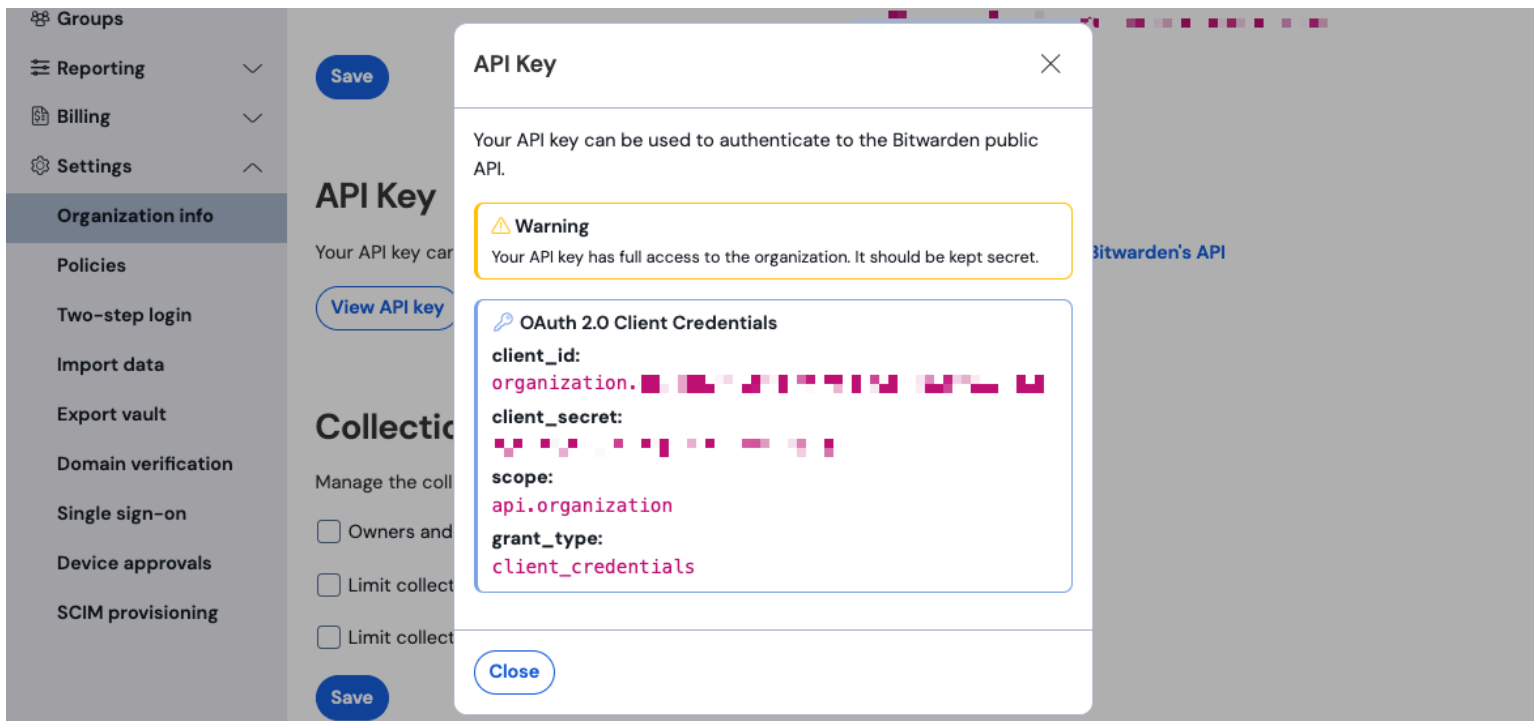 Groups
Reporting
Billing
Settings
Organization info
Policies
Two-step login
Import data
Export vault
Domain verification
Single sign-on
Device approvals
SCIM provisioning
Save
API Key
Your API key can
Bitwarden's API
View API key
Collectio
Manage the coll
Owners and
Limit collect
Limit collect
Save
API Key
Your API key can be used to authenticate to the Bitwarden public
API.
Warning
Your API key has full access to the organization. It should be kept secret.
OAuth 2.0 Client Credentials
client_id:
organization.
client_secret:
scope:
api.organization
grant_type:
client_credentials
Close